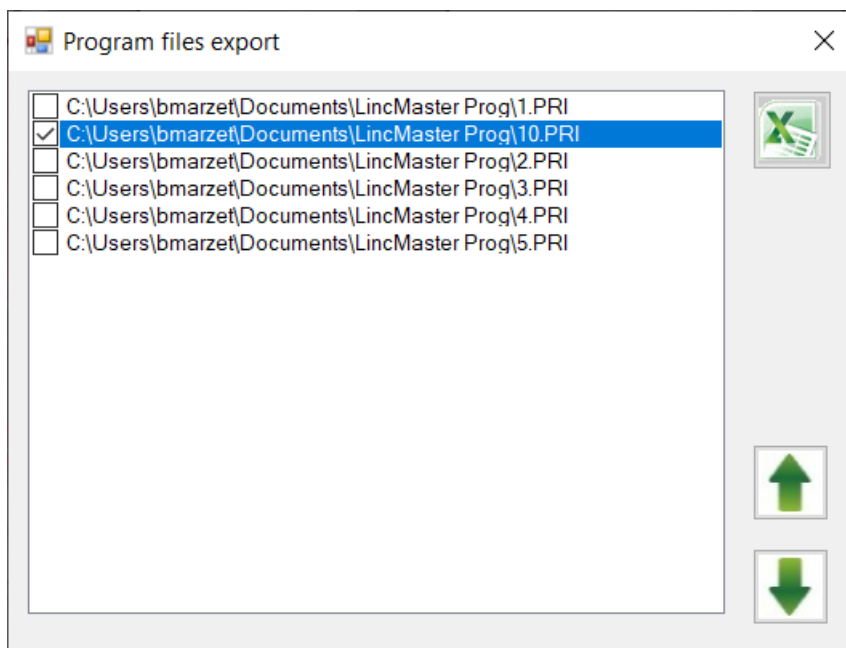 Program files export
C:\Users\bmarzet\Documents\LincMaster Prog\1.PRI
C:\Users\bmarzet\Documents\LincMaster Prog\10.PRI
C:\Users\bmarzet\Documents\LincMaster Prog\2.PRI
C:\Users\bmarzet\Documents\LincMaster Prog\3.PRI
C:\Users\bmarzet\Documents\LincMaster Prog\4.PRI
C:\Users\bmarzet\Documents\LincMaster Prog\5.PRI